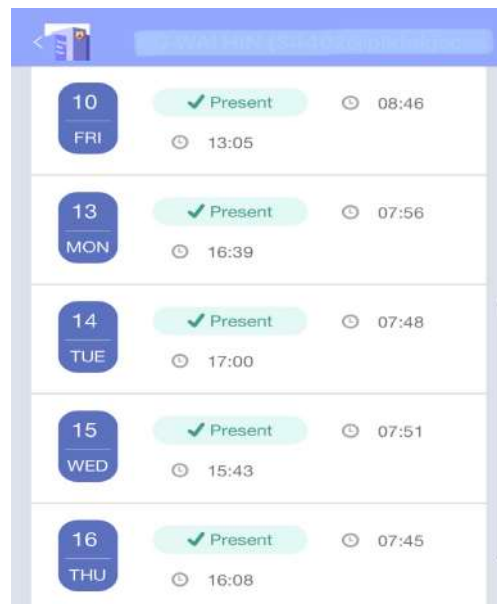 10
FRI
✓ Present 08:46
13:05
13
MON
✓ Present 07:56
16:39
14
TUE
✓ Present 07:48
17:00
15
WED
✓ Present 07:51
15:43
16
THU
✓ Present 07:45
16:08